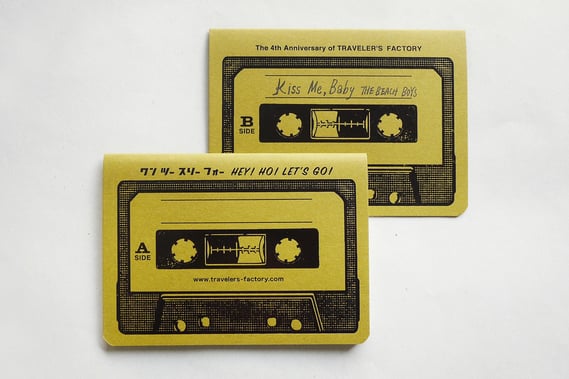 The 4th Anniversary of TRAVELER'S FACTORY
Kiss Me, Baby THE BEACH BOYS
B
SIDE
ワン ツー スリー フォー HEY! HO! LET'S GO!
A
SIDE
www.travelers-factory.com